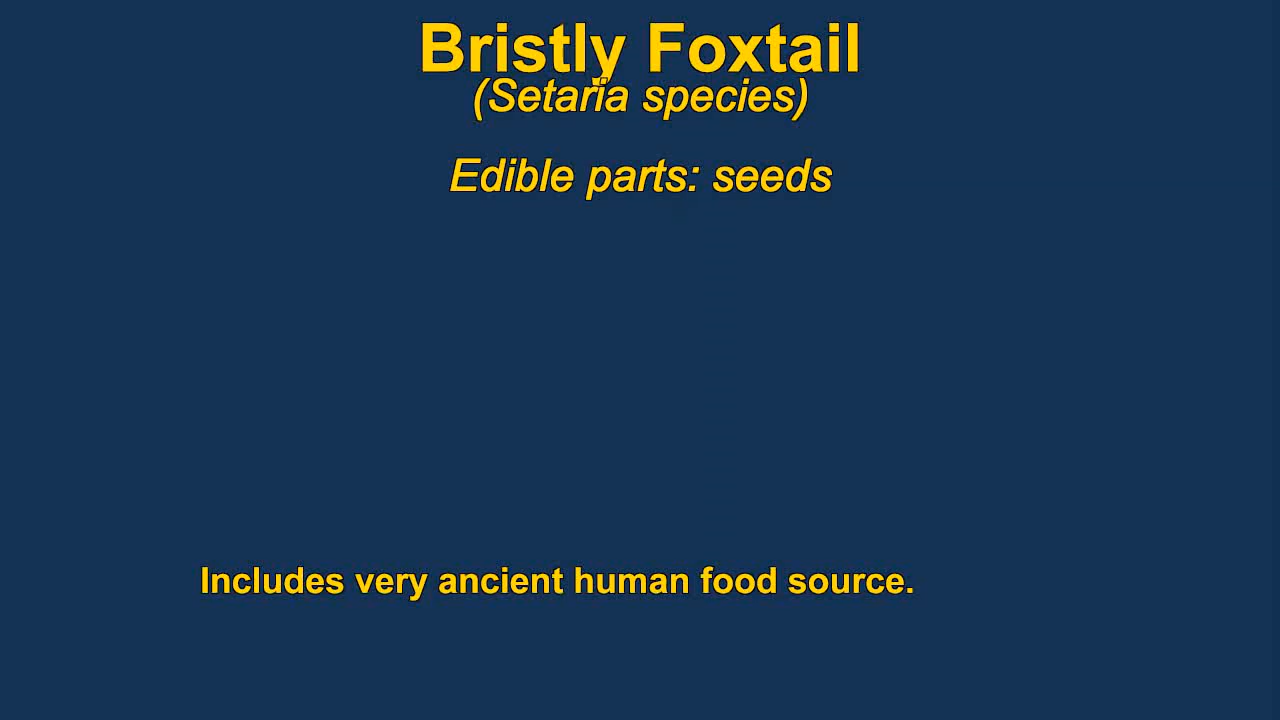 Bristly Foxtail
(Setaria species)
Edible parts: seeds
Includes very ancient human food source.